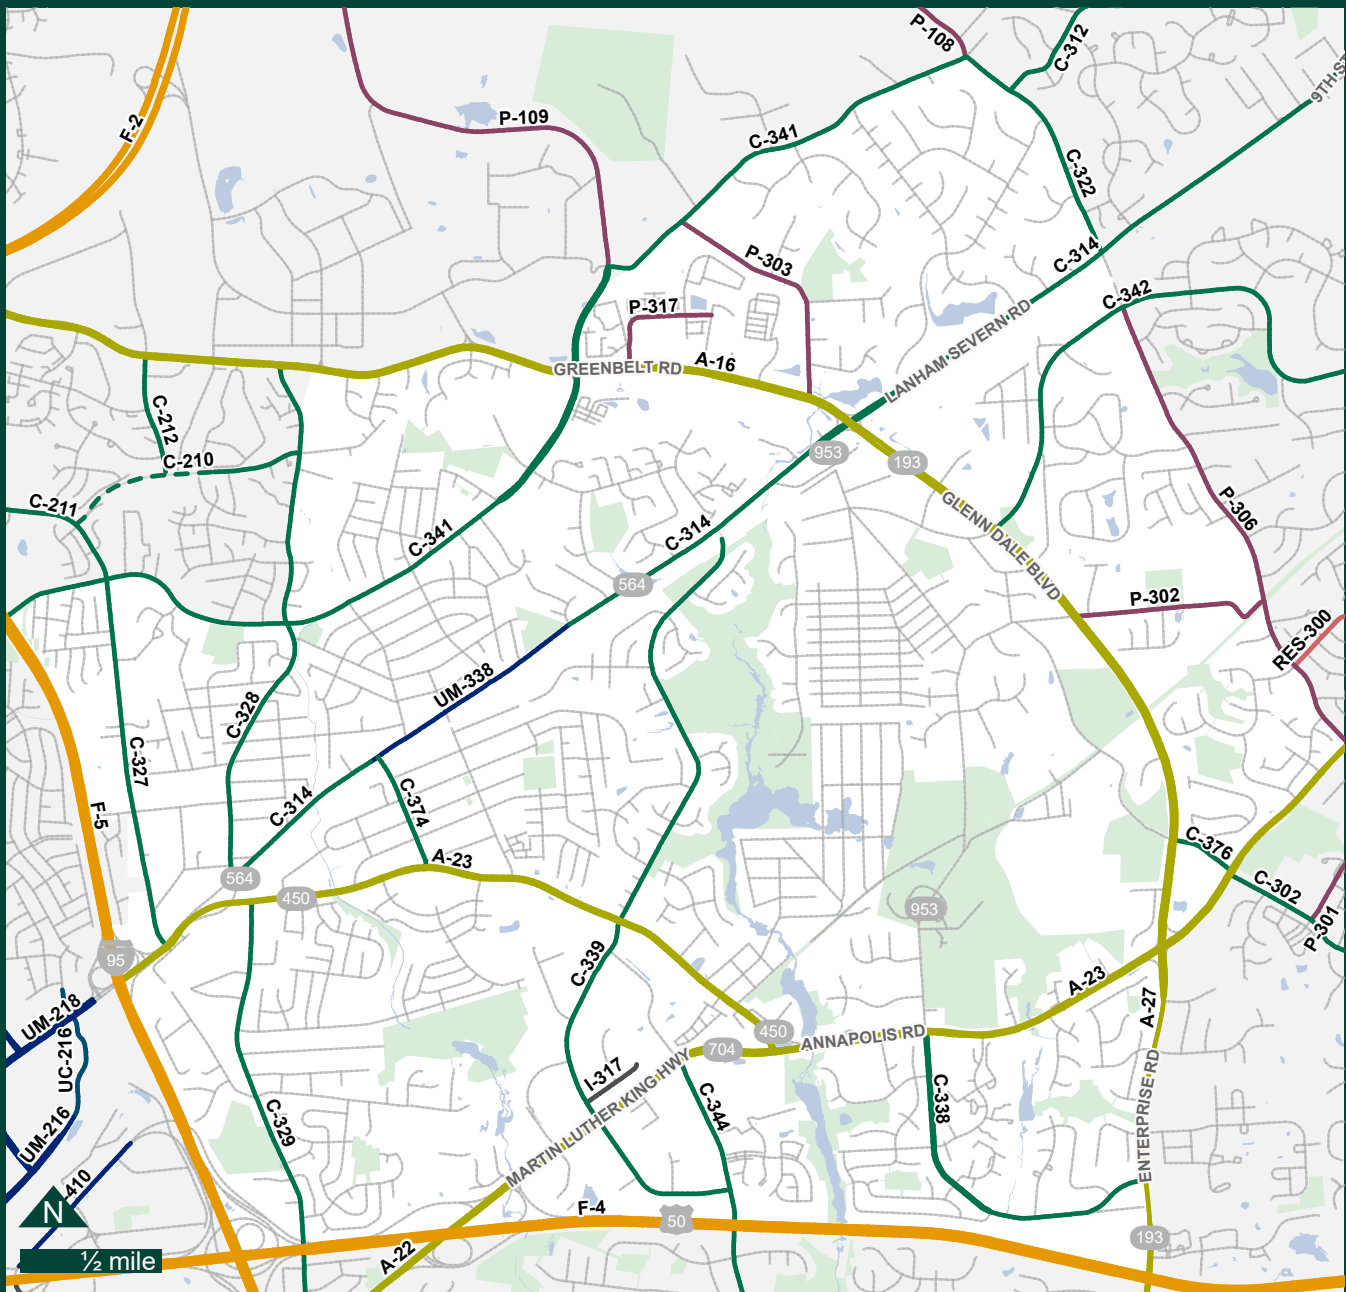 P-108
C-312
9TH ST
F-2
P-109
C-341
C-322
P-303
C-314
C-342
P-317
LANHAM SEVERN RD
GREENBELT RD
A-16
C-212
C-210
953
193
C-211
C-341
C-314
GLENN DALE BLVD
P-306
564
P-302
RES-300
UM-338
C-328
C-327
C-314
C-374
F-5
C-376
A-23
564
450
C-302
953
P-301
95
C-339
A-23
A-27
UM-218
UC-216
450
ANNAPOLIS RD
704
I-317
MARTIN LUTHER KING HWY
C-344
C-338
C-329
UM-216
ENTERPRISE RD
-410
N
F-4
50
193
A-22
½ mile